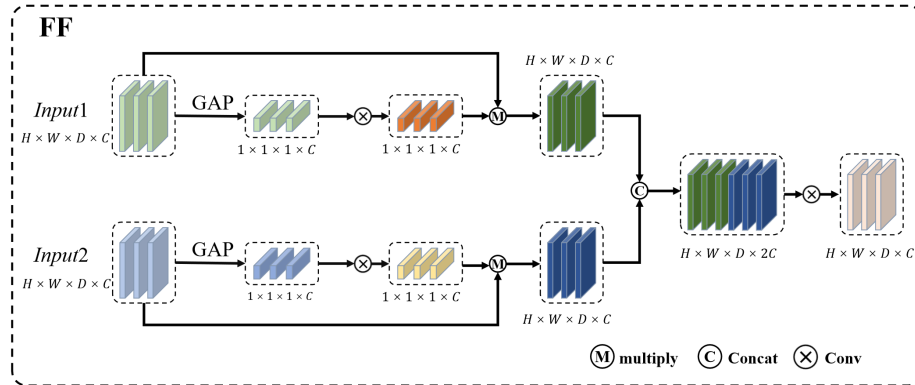 FF
H × W × D × C
Input1
GAP
M
H × W × D × C
1 × 1 × 1 × C
1 × 1 × 1 × C
C
Input2
GAP
M
H × W × D × C
1 × 1 × 1 × C
1 × 1 × 1 × C
H × W × D × 2C
H × W × D × C
H × W × D × C
M multiply C Concat Conv